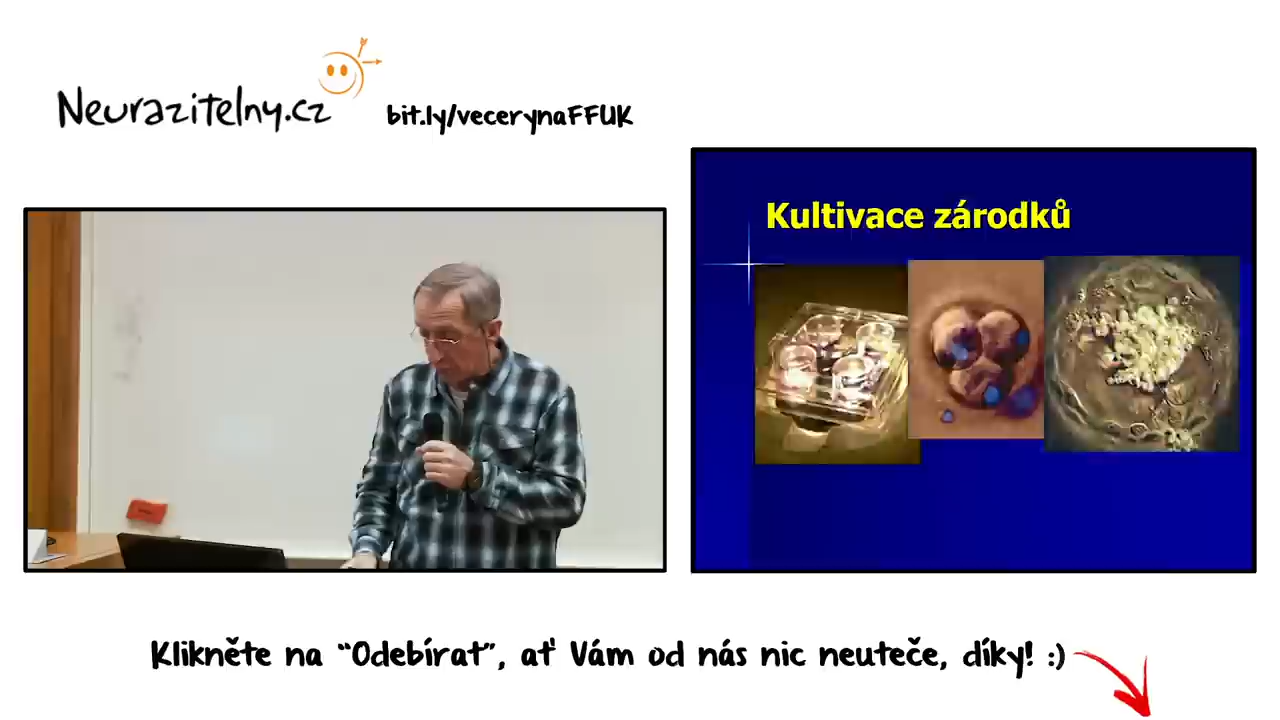 Neurazitelny.cz
bit.ly/vecerynaFFUK
Kultivace zárodků
Klikněte na “Odebírat”, ať Vám od nás nic neuteče, díky! :)